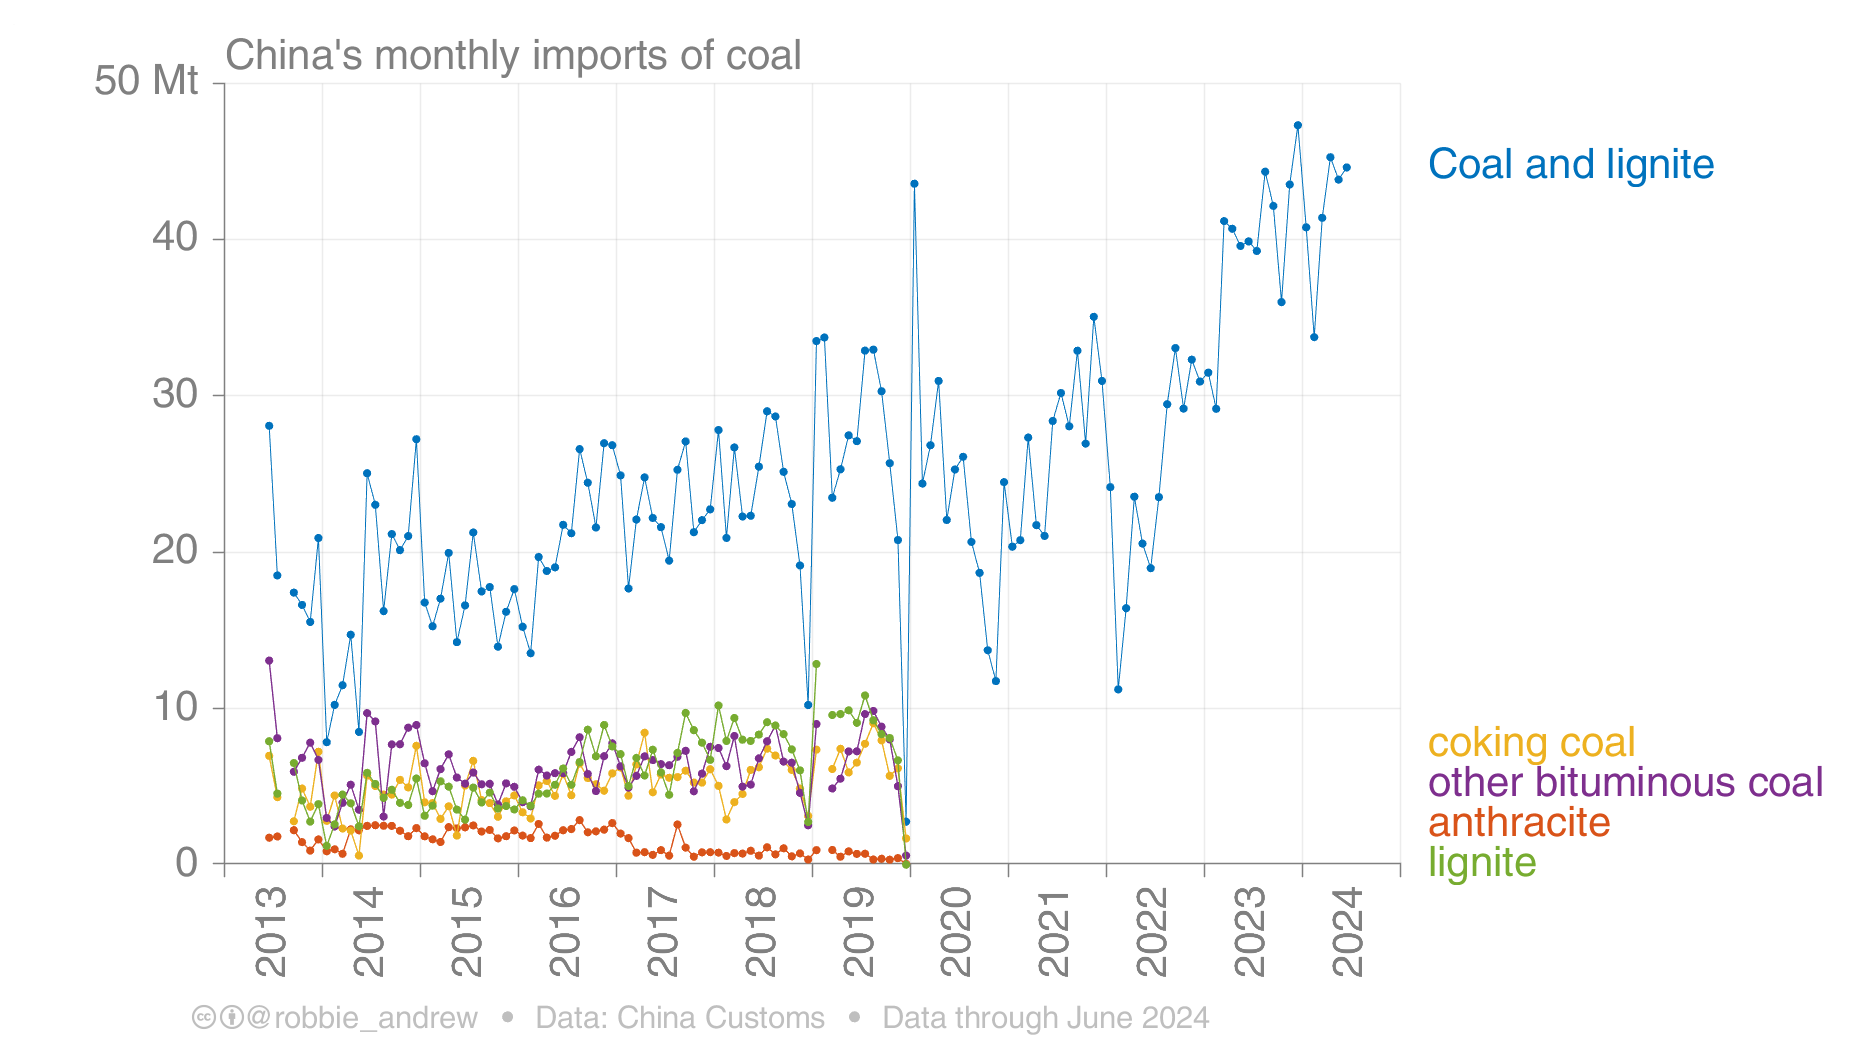 China's monthly imports of coal
50 Mt
40
30
20
10
0
2013
2014
2015
2016
2017
2018
2019
2020
2021
2022
2023
2024
Coal and lignite
coking coal
other bituminous coal
anthracite
lignite
@robbie_andrew • Data: China Customs • Data through June 2024